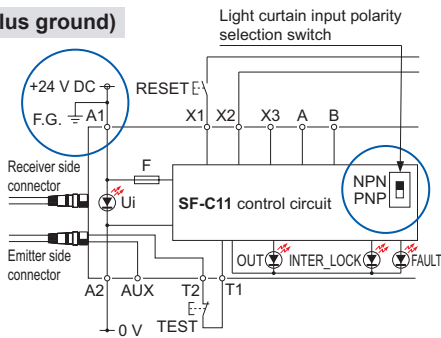 lus ground)
Light curtain input polarity
selection switch
+24 V DC
RESET
F.G.
A1
X1
X2
X3
A
B
Receiver side
connector
F
Ui
SF-C11 control circuit
NPN
PNP
Emitter side
connector
OUT
INTER_LOCK
FAULT
A2
AUX
T2
T1
TEST
0 V